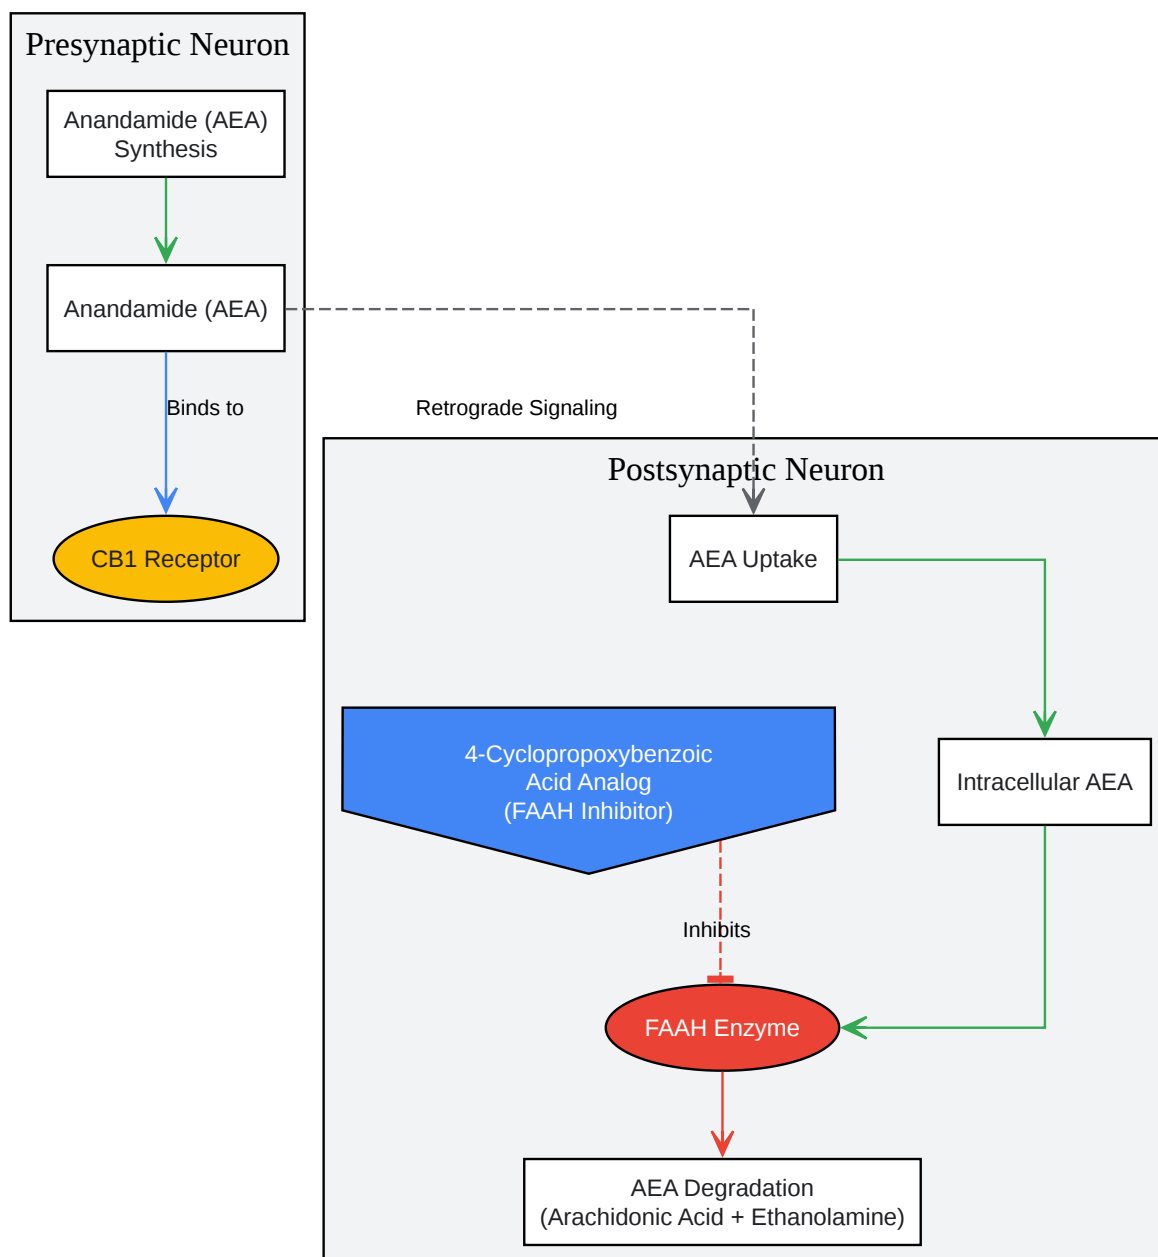 Presynaptic Neuron
Anandamide (AEA)
Synthesis
Anandamide (AEA)
Binds to
Retrograde Signaling
CB1 Receptor
Postsynaptic Neuron
AEA Uptake
4-Cyclopropoxybenzoic
Acid Analog
(FAAH Inhibitor)
Intracellular AEA
Inhibits
FAAH Enzyme
AEA Degradation
(Arachidonic Acid + Ethanolamine)